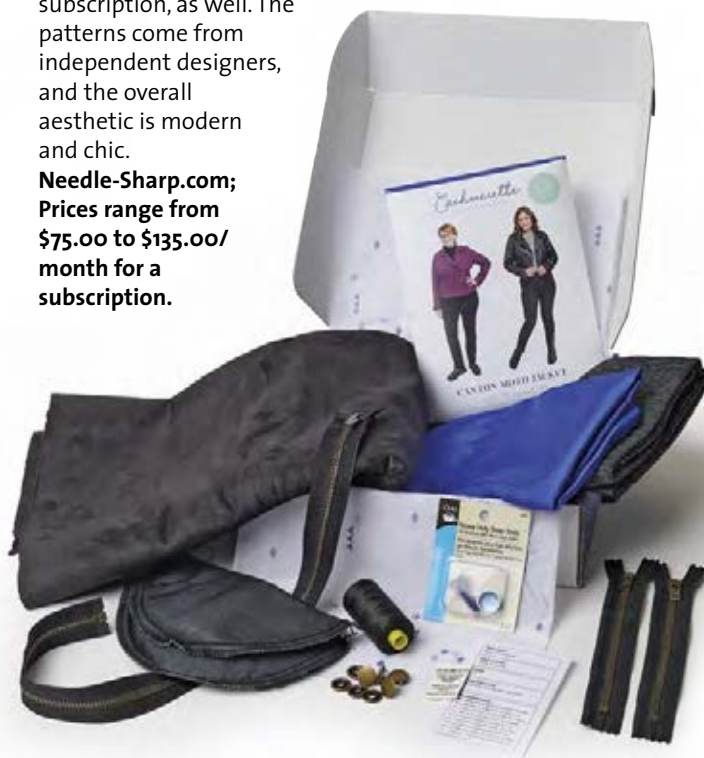 subscription, as well. The
patterns come from
independent designers,
and the overall
aesthetic is modern
and chic.
Needle-Sharp.com;
Prices range from
$75.00 to $135.00/
month for a
subscription.
Cashmerette
CANTON MOTO JACKET